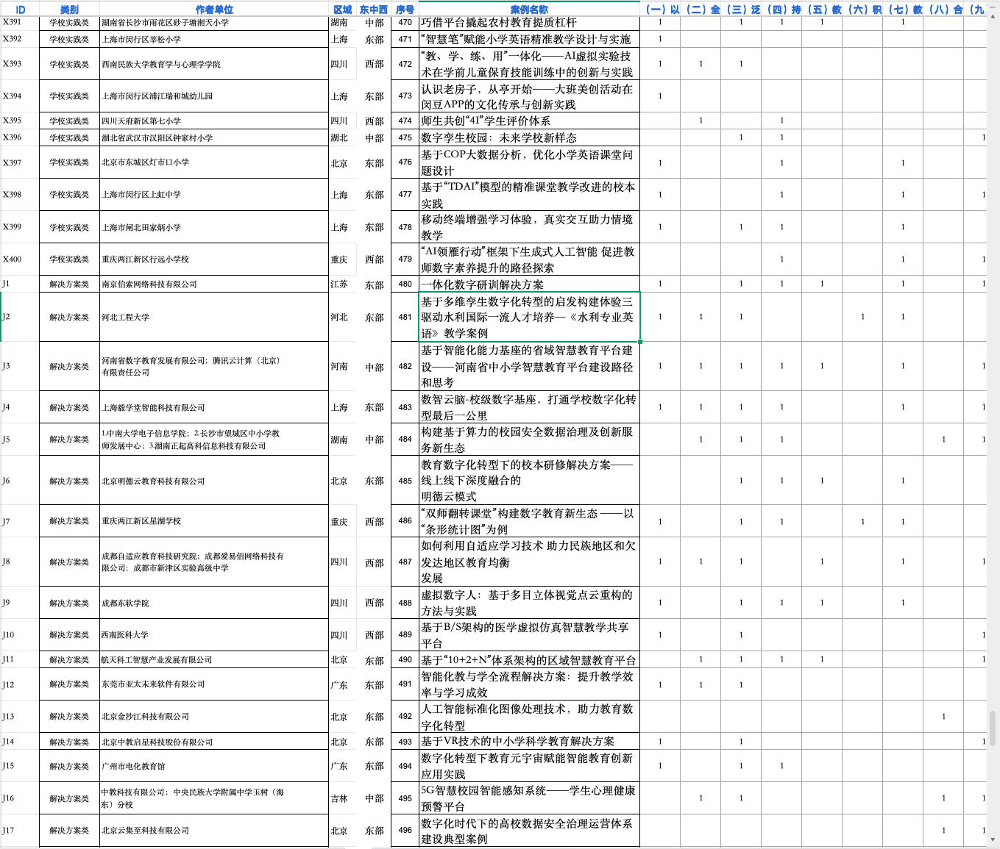 ID 类别 作者单位 区域 东中西 序号 案例名称 （一）以 （二）全 （三）泛 （四）持 （五）教 （六）积 （七）教 （八）合 （九）
X391 学校实践类 湖南省长沙市雨花区砂子塘湘天小学 湖南 中部 470 巧借平台撬起农村教育提质杠杆 1 1 1 1 1
X392 学校实践类 上海市闵行区莘松小学 上海 东部 471 “智慧笔”赋能小学英语精准教学设计与实施 1
X393 学校实践类 西南民族大学教育学与心理学学院 四川 西部 472 “教、学、练、用”一体化——AI虚拟实验技
术在学前儿童保育技能训练中的创新与实践 1 1 1
X394 学校实践类 上海市闵行区浦江瑞和城幼儿园 上海 东部 473 认识老房子，从亭开始——大班美创活动在
闵豆APP的文化传承与创新实践 1
X395 学校实践类 四川天府新区第七小学 四川 西部 474 师生共创“4I”学生评价体系 1 1
X396 学校实践类 湖北省武汉市汉阳区钟家村小学 湖北 中部 475 数字孪生校园：未来学校新样态 1 1 1
X397 学校实践类 北京市东城区灯市口小学 北京 东部 476 基于COP大数据分析，优化小学英语课堂问
题设计 1 1 1
X398 学校实践类 上海市闵行区上虹中学 上海 东部 477 基于“TDAI”模型的精准课堂教学改进的校本
实践 1 1 1 1
X399 学校实践类 上海市闸北田家炳小学 上海 东部 478 移动终端增强学习体验，真实交互助力情境
教学 1 1 1 1
X400 学校实践类 重庆两江新区行远小学校 重庆 西部 479 “AI领雁行动”框架下生成式人工智能 促进教
师数字素养提升的路径探索 1 1 1
J1 解决方案类 南京伯索网络科技有限公司 江苏 东部 480 一体化数字研训解决方案 1 1 1 1 1 1
J2 解决方案类 河北工程大学 河北 东部 481 基于多维孪生数字化转型的启发构建体验三
驱动水利国际一流人才培养—《水利专业英
语》教学案例 1 1 1 1 1
J3 解决方案类 河南省数字教育发展有限公司；腾讯云计算（北京）
有限责任公司 河南 中部 482 基于智能化能力基座的省域智慧教育平台建
设——河南省中小学智慧教育平台建设路径
和思考 1 1 1 1 1 1 1
J4 解决方案类 上海毅学堂智能科技有限公司 上海 东部 483 数智云脑-校级数字基座，打通学校数字化转
型最后一公里 1 1 1 1 1 1
J5 解决方案类 1.中南大学电子信息学院；2.长沙市望城区中小学教
师发展中心；3.湖南正起高科信息科技有限公司 湖南 中部 484 构建基于算力的校园安全数据治理及创新服
务新生态 1 1 1 1 1
J6 解决方案类 北京明德云教育科技有限公司 北京 东部 485 教育数字化转型下的校本研修解决方案——
线上线下深度融合的
明德云模式 1 1 1 1
J7 解决方案类 重庆两江新区星湖学校 重庆 西部 486 “双师翻转课堂”构建数字教育新生态 ——以
“条形统计图”为例 1 1 1 1 1
J8 解决方案类 成都自适应教育科技研究院；成都爱易佰网络科技有
限公司；成都市新津区实验高级中学 四川 西部 487 如何利用自适应学习技术 助力民族地区和欠
发达地区教育均衡
发展 1 1 1 1 1 1
J9 解决方案类 成都东软学院 四川 西部 488 虚拟数字人：基于多目立体视觉点云重构的
方法与实践 1 1 1 1 1
J10 解决方案类 西南医科大学 四川 西部 489 基于B/S架构的医学虚拟仿真智慧教学共享
平台 1 1 1
J11 解决方案类 航天科工智慧产业发展有限公司 北京 东部 490 基于“10+2+N”体系架构的区域智慧教育平台 1 1 1 1 1
J12 解决方案类 东莞市亚太未来软件有限公司 广东 东部 491 智能化教与学全流程解决方案：提升教学效
率与学习成效 1 1 1
J13 解决方案类 北京金沙江科技有限公司 北京 东部 492 人工智能标准化图像处理技术，助力教育数
字化转型 1
J14 解决方案类 北京中教启星科技股份有限公司 北京 东部 493 基于VR技术的中小学科学教育解决方案 1 1 1
J15 解决方案类 广州市电化教育馆 广东 东部 494 数字化转型下教育元宇宙赋能智能教育创新
应用实践 1 1 1
J16 解决方案类 中教科技有限公司；中央民族大学附属中学玉树（海
东）分校 吉林 中部 495 5G智慧校园智能感知系统——学生心理健康
预警平台 1 1 1 1
J17 解决方案类 北京云集至科技有限公司 北京 东部 496 数字化时代下的高校数据安全治理运营体系
建设典型案例 1 1